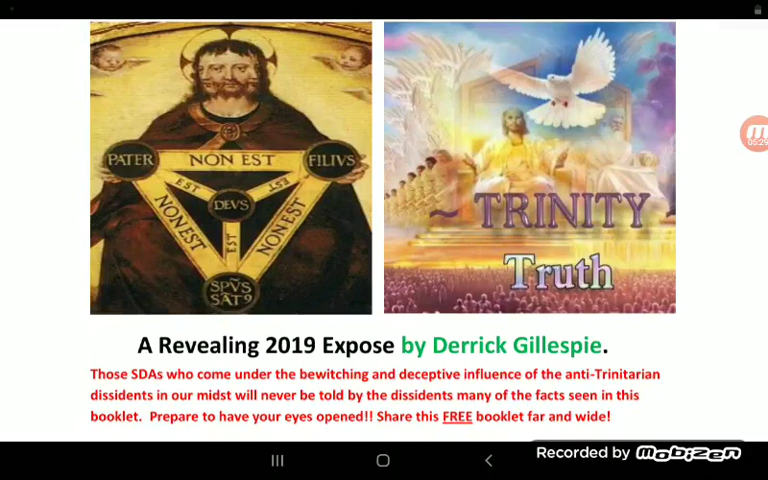 PATER NON EST FILIVS
EST EST
DEVS
NON EST EST NON EST
SPVS
SAT9
~ TRINITY ~
Truth
A Revealing 2019 Expose by Derrick Gillespie.
Those SDAs who come under the bewitching and deceptive influence of the anti-Trinitarian
dissidents in our midst will never be told by the dissidents many of the facts seen in this
booklet. Prepare to have your eyes opened!! Share this FREE booklet far and wide!
05:29
Recorded by mobizen